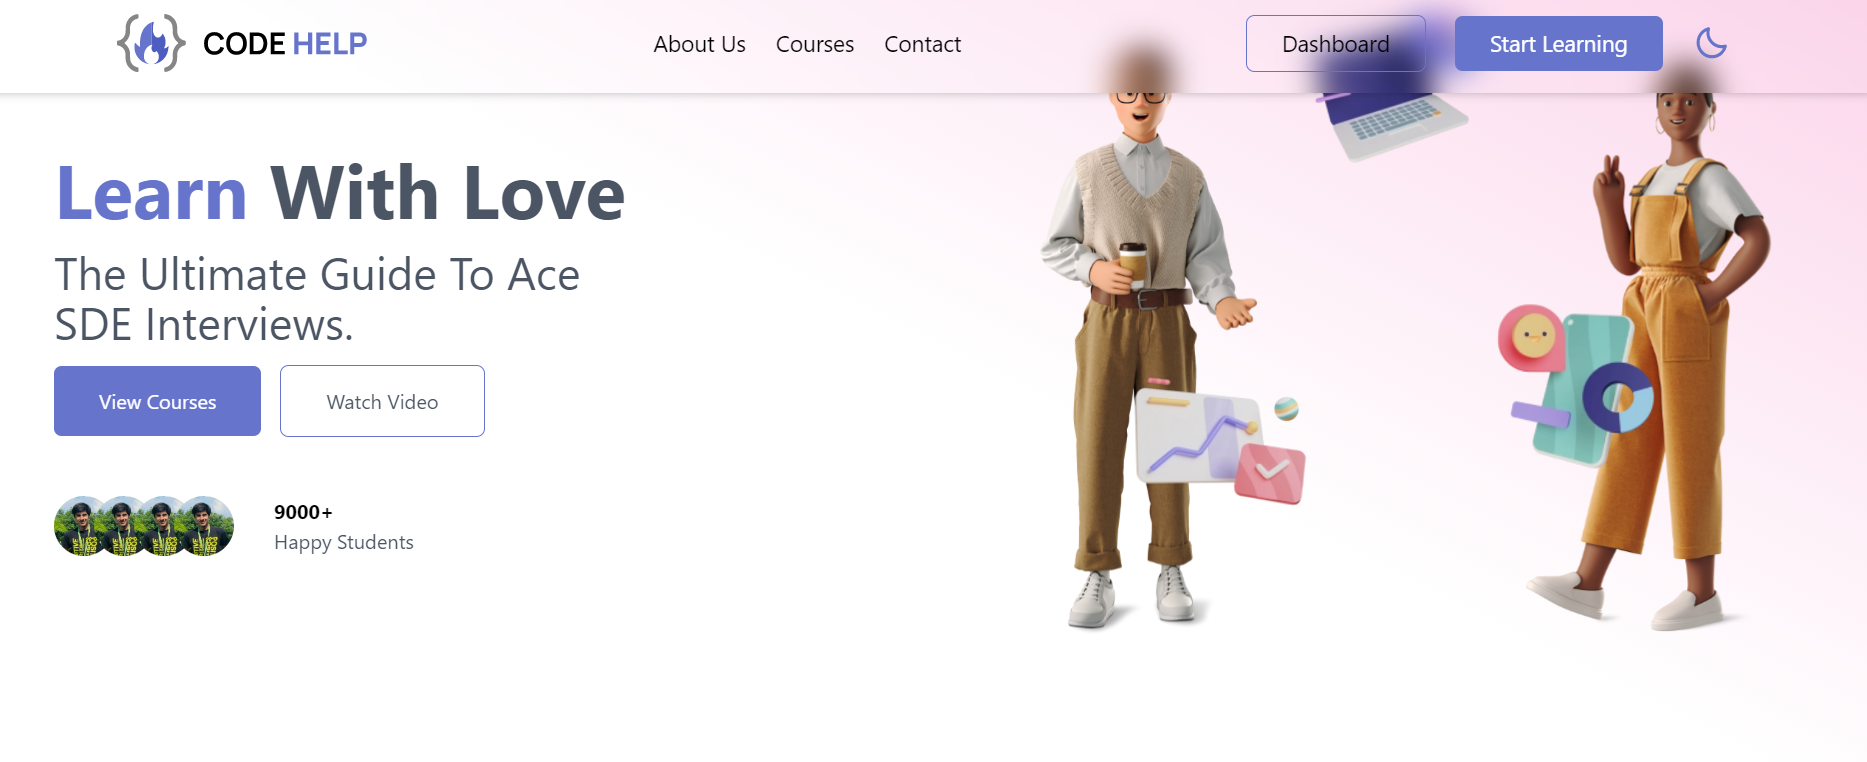 CODE HELP
About Us
Courses
Contact
Dashboard
Start Learning
Learn With Love
The Ultimate Guide To Ace
SDE Interviews.
View Courses
Watch Video
9000+
Happy Students